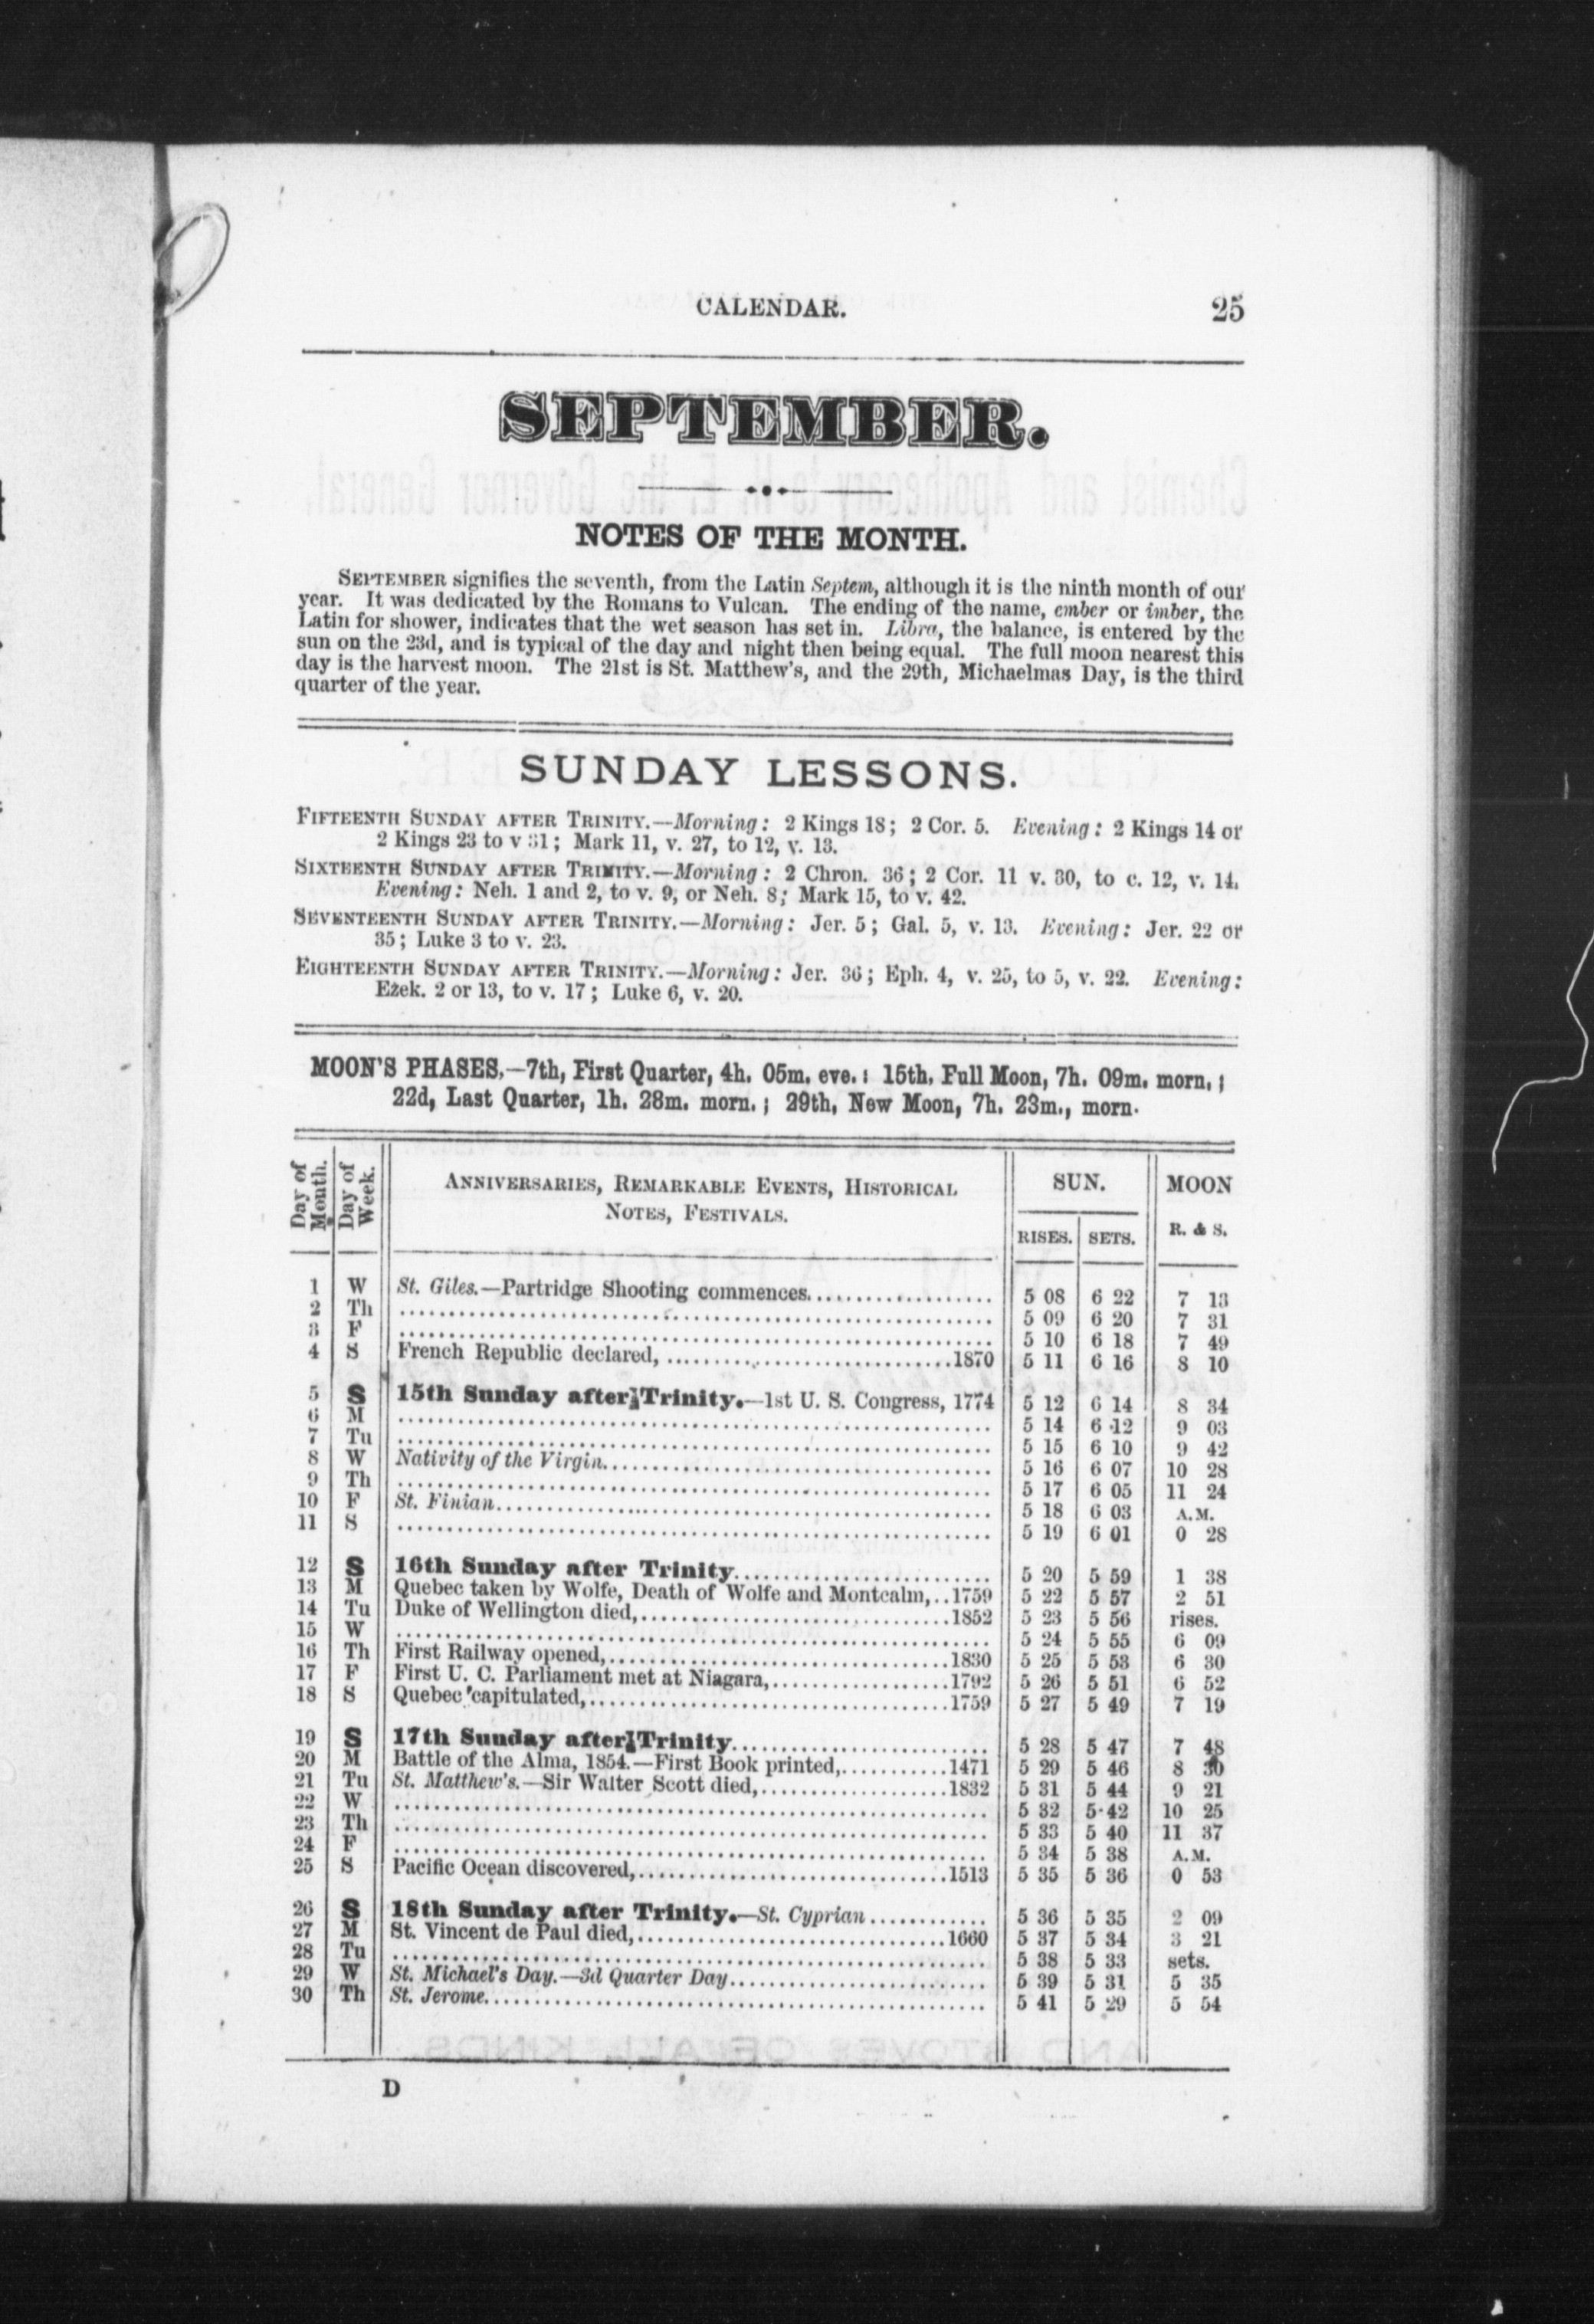 CALENDAR.
25
SEPTEMBER.
NOTES OF THE MONTH.
SEPTEMBER signifies the seventh, from the Latin Septem, although it is the ninth month of our
year. It was dedicated by the Romans to Vulcan. The ending of the name, ember or imber, the
Latin for shower, indicates that the wet season has set in. Libra, the balance, is entered by the
sun on the 23d, and is typical of the day and night then being equal. The full moon nearest this
day is the harvest moon. The 21st is St. Matthew's, and the 29th, Michaelmas Day, is the third
quarter of the year.
SUNDAY LESSONS.
FIFTEENTH SUNDAY AFTER TRINITY.—Morning: 2 Kings 18; 2 Cor. 5. Evening: 2 Kings 14 or
2 Kings 23 to v 31; Mark 11, v. 27, to 12, v. 13.
SIXTEENTH SUNDAY AFTER TRINITY.—Morning: 2 Chron. 36; 2 Cor. 11 v. 30, to c. 12, v. 14.
Evening: Neh. 1 and 2, to v. 9, or Neh. 8; Mark 15, to v. 42.
SEVENTEENTH SUNDAY AFTER TRINITY.—Morning: Jer. 5; Gal. 5, v. 13. Evening: Jer. 22 or
35; Luke 3 to v. 23.
EIGHTEENTH SUNDAY AFTER TRINITY.—Morning: Jer. 36; Eph. 4, v. 25, to 5, v. 22. Evening:
Ezek. 2 or 13, to v. 17; Luke 6, v. 20.
MOON'S PHASES,—7th, First Quarter, 4h. 05m. eve.; 15th, Full Moon, 7h. 09m. morn.;
22d, Last Quarter, 1h. 28m. morn.; 29th, New Moon, 7h. 23m., morn.
Day of Month. Day of Week. ANNIVERSARIES, REMARKABLE EVENTS, HISTORICAL SUN. MOON
NOTES, FESTIVALS. RISES. SETS. R. & S.
1 W St. Giles.—Partridge Shooting commences. 5 08 6 22 7 13
2 Th 5 09 6 20 7 31
3 F 5 10 6 18 7 49
4 S French Republic declared, 1870 5 11 6 16 8 10
5 S 15th Sunday after Trinity.—1st U. S. Congress, 1774 5 12 6 14 8 34
6 M 5 14 6 12 9 03
7 Tu 5 15 6 10 9 42
8 W Nativity of the Virgin. 5 16 6 07 10 28
9 Th 5 17 6 05 11 24
10 F St. Finian. 5 18 6 03 A.M.
11 S 5 19 6 01 0 28
12 S 16th Sunday after Trinity. 5 20 5 59 1 38
13 M Quebec taken by Wolfe, Death of Wolfe and Montcalm,..1759 5 22 5 57 2 51
14 Tu Duke of Wellington died, 1852 5 23 5 56 rises.
15 W 5 24 5 55 6 09
16 Th First Railway opened, 1830 5 25 5 53 6 30
17 F First U. C. Parliament met at Niagara, 1792 5 26 5 51 6 52
18 S Quebec capitulated, 1759 5 27 5 49 7 19
19 S 17th Sunday after Trinity. 5 28 5 47 7 48
20 M Battle of the Alma, 1854.—First Book printed, 1471 5 29 5 46 8 30
21 Tu St. Matthew's.—Sir Walter Scott died, 1832 5 31 5 44 9 21
22 W 5 32 5 42 10 25
23 Th 5 33 5 40 11 37
24 F 5 34 5 38 A.M.
25 S Pacific Ocean discovered, 1513 5 35 5 36 0 53
26 S 18th Sunday after Trinity.—St. Cyprian 5 36 5 35 2 09
27 M St. Vincent de Paul died, 1660 5 37 5 34 3 21
28 Tu 5 38 5 33 sets.
29 W St. Michael's Day.—3d Quarter Day 5 39 5 31 5 35
30 Th St. Jerome. 5 41 5 29 5 54
D